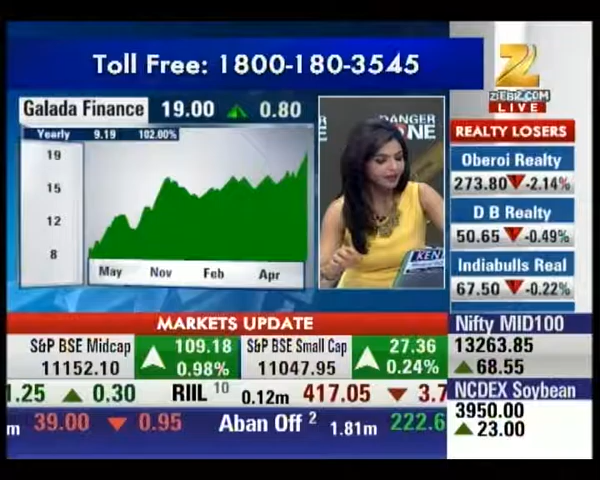 Toll Free: 1800-180-3545
ZEEBIZ.COM
LIVE
Galada Finance 19.00 0.80
Yearly 9.19 102.00%
19
15
12
8
May Nov Feb Apr
DANGER
ZONE
KEN
REALTY LOSERS
Oberoi Realty
273.80 -2.14%
D B Realty
50.65 -0.49%
Indiabulls Real
67.50 -0.22%
MARKETS UPDATE
S&P BSE Midcap 109.18
11152.10 0.98%
S&P BSE Small Cap 27.36
11047.95 0.24%
Nifty MID100
13263.85
68.55
NCDEX Soybean
3950.00
23.00
1.25 0.30 RIIL 10 0.12m 417.05 3.7
m 39.00 0.95 Aban Off 2 1.81m 222.6